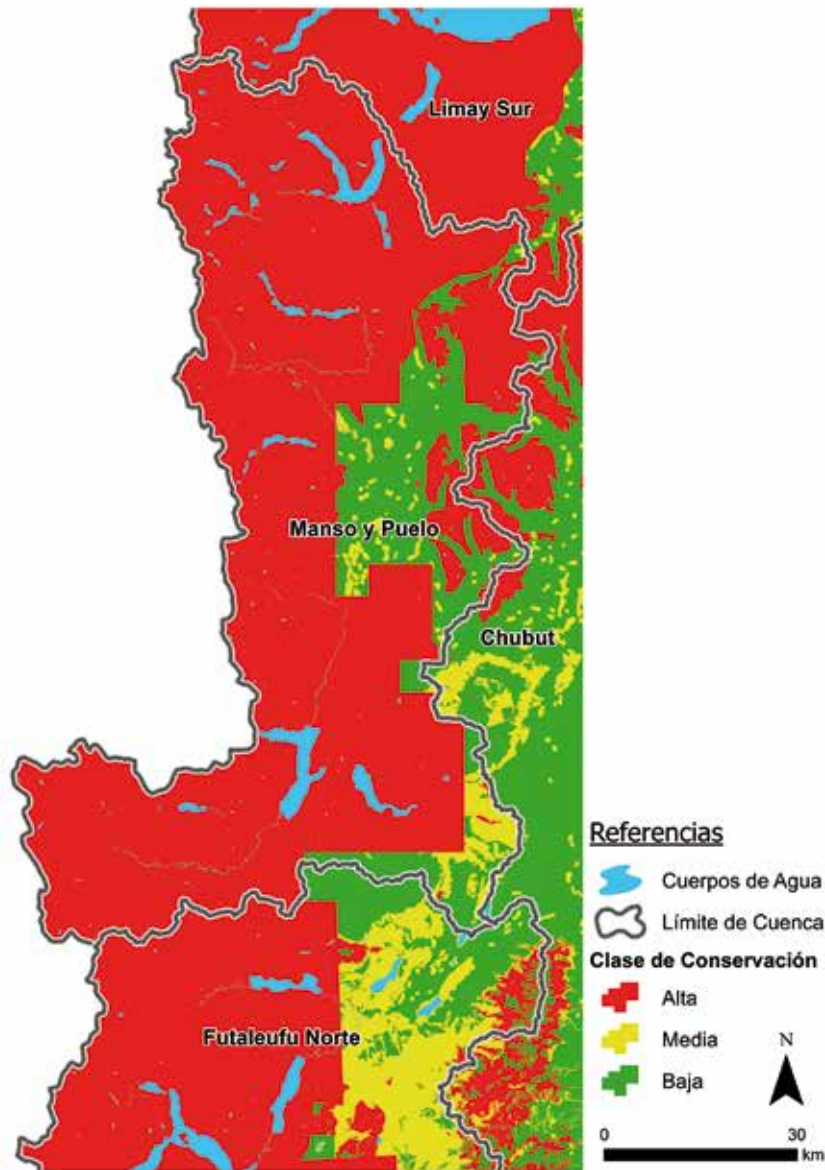 Limay Sur
Manso y Puelo
Chubut
Futaleufu Norte
Referencias
Cuerpos de Agua
Límite de Cuenca
Clase de Conservación
Alta
Media
Baja
N
0 30
km